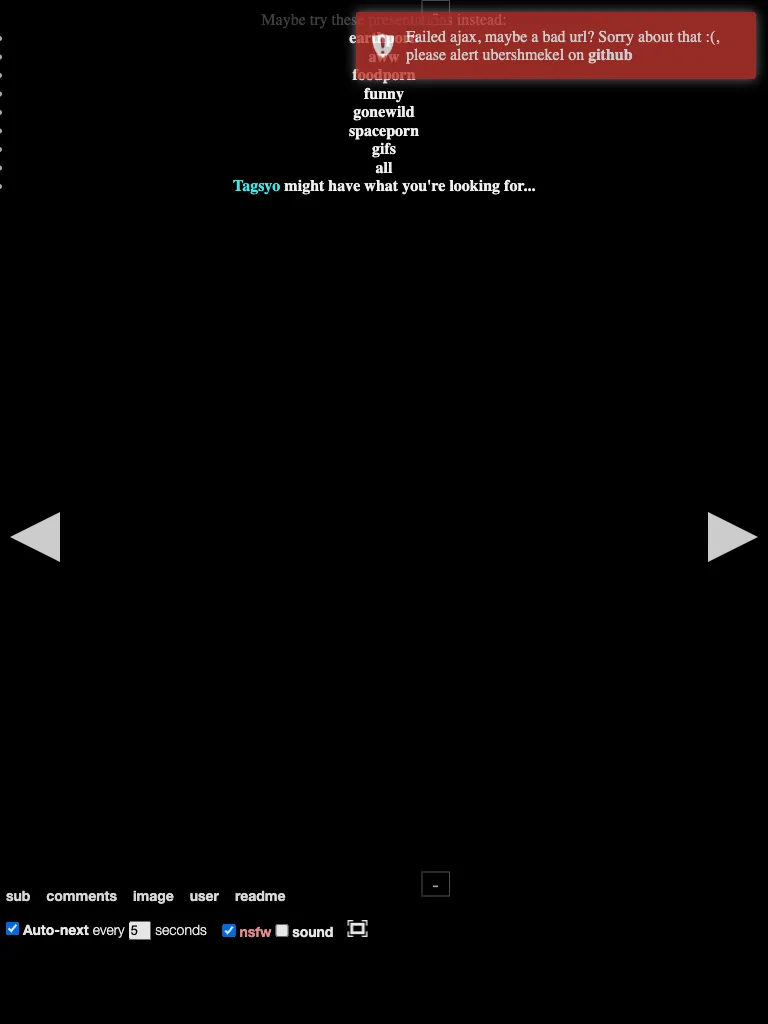 Maybe try these presentations instead:
Failed ajax, maybe a bad url? Sorry about that :(,
please alert ubershmekel on github
earthporn
aww
foodporn
funny
gonewild
spaceporn
gifs
all
Tagsyo might have what you're looking for...
-
sub comments image user readme
Auto-next every 5 seconds nsfw sound